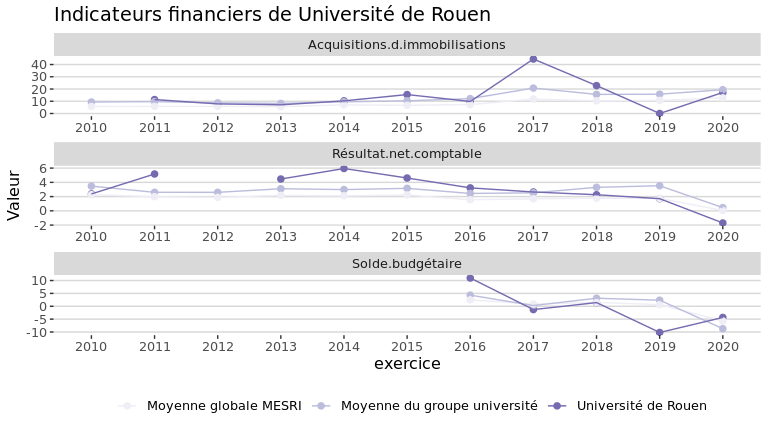 Indicateurs financiers de Université de Rouen
Acquisitions.d.immobilisations
40
30
20
10
0
2010 2011 2012 2013 2014 2015 2016 2017 2018 2019 2020
Résultat.net.comptable
6
4
2
0
-2
2010 2011 2012 2013 2014 2015 2016 2017 2018 2019 2020
Solde.budgétaire
10
5
0
-5
-10
2010 2011 2012 2013 2014 2015 2016 2017 2018 2019 2020
Valeur
exercice
Moyenne globale MESRI Moyenne du groupe université Université de Rouen